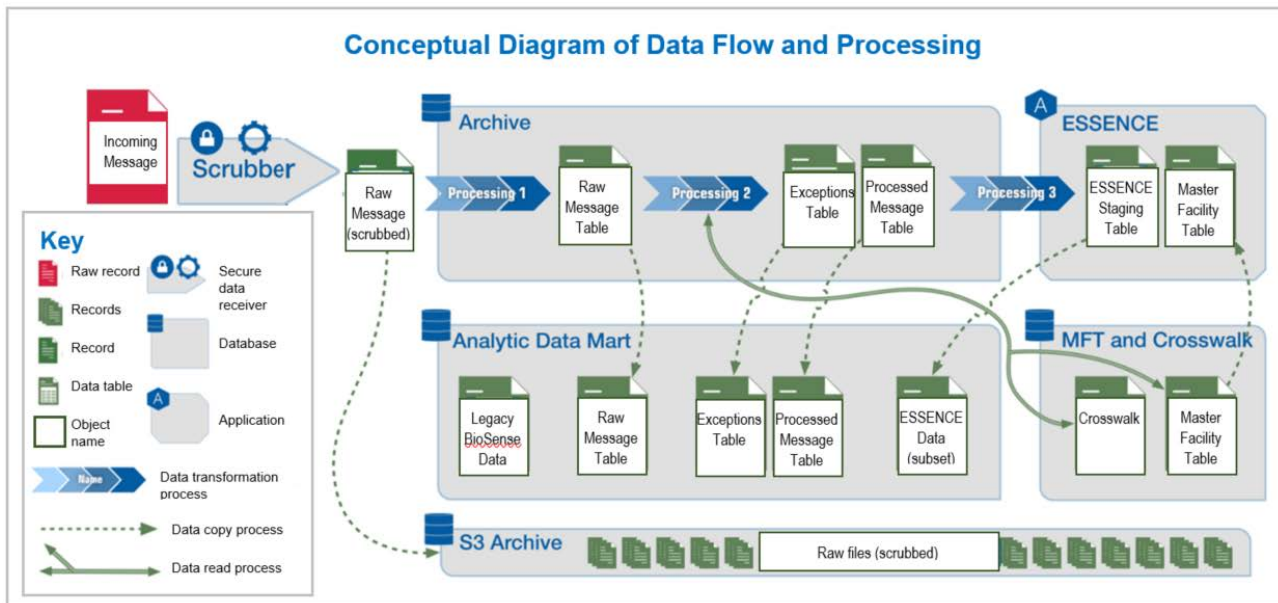 Conceptual Diagram of Data Flow and Processing
Incoming
Message
Scrubber
Raw
Message
(scrubbed)
Processing 1
Archive
Raw
Message
Table
Processing 2
Exceptions
Table
Processed
Message
Table
Processing 3
A
ESSENCE
ESSENCE
Staging
Table
Master
Facility
Table
Key
Raw record
Records
Record
Data table
Object
name
Secure
data
receiver
Database
A
Application
Name
Data transformation
process
Data copy process
Data read process
Analytic Data Mart
Legacy
BioSense
Data
Raw
Message
Table
Exceptions
Table
Processed
Message
Table
ESSENCE
Data
(subset)
MFT and Crosswalk
Crosswalk
Master
Facility
Table
S3 Archive
Raw files (scrubbed)